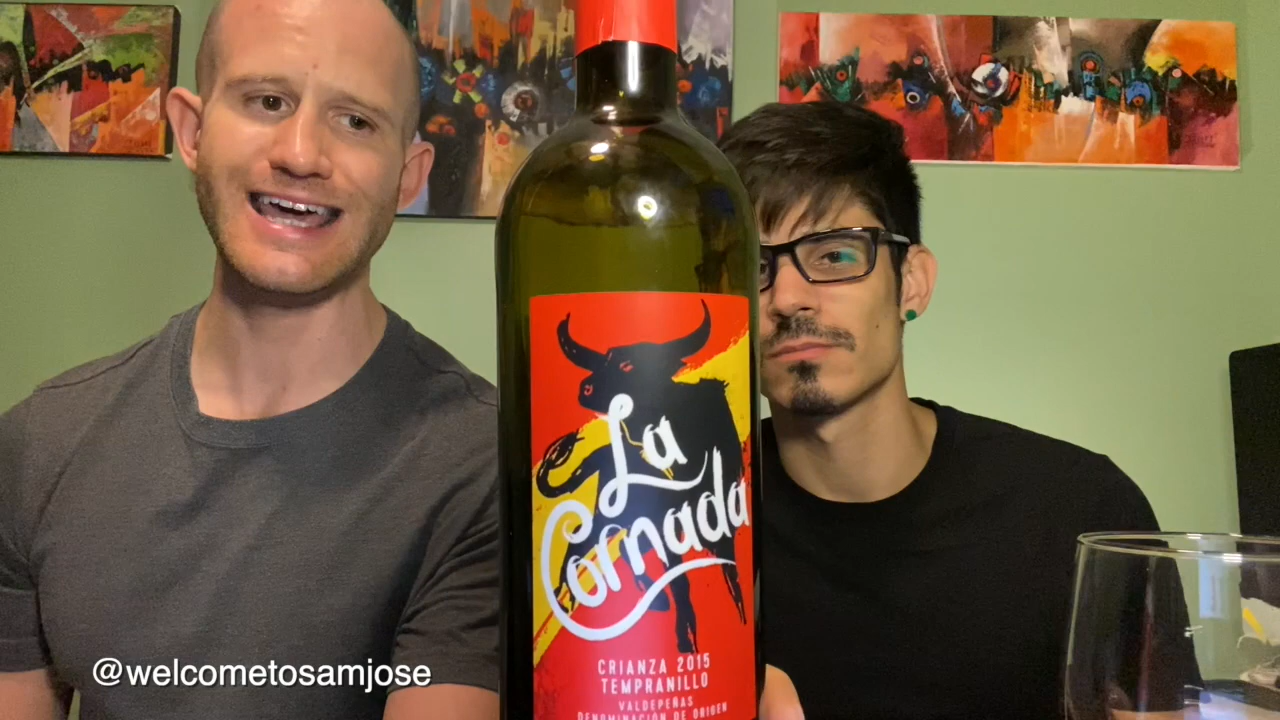 La
Cornada
CRIANZA 2015
TEMPRANILLO
VALDEPEÑAS
DENOMINACIÓN DE ORIGEN
@welcometosamjose